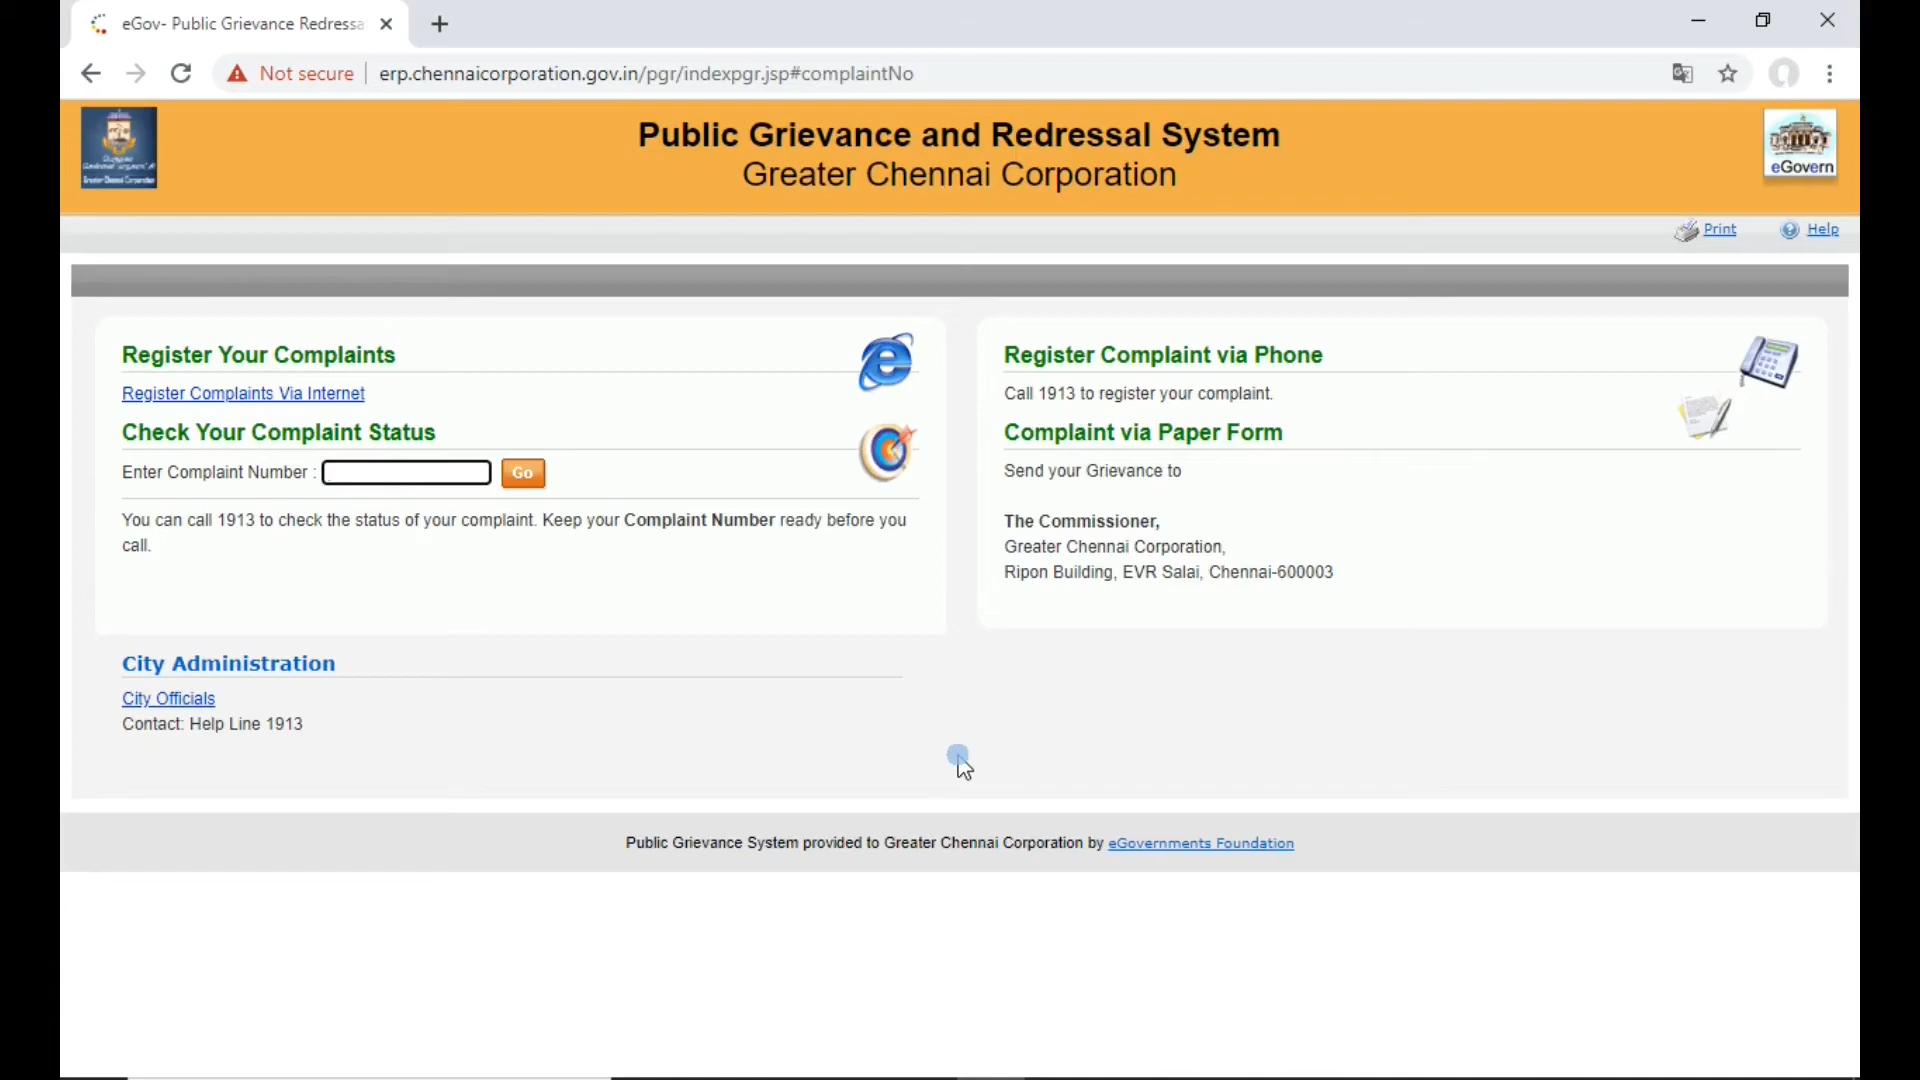 eGov- Public Grievance Redressa
Not secure
erp.chennaicorporation.gov.in/pgr/indexpgr.jsp#complaintNo
Public Grievance and Redressal System
Greater Chennai Corporation
eGovern
Greater Chennai Corporation
Print
Help
Register Your Complaints
Register Complaints Via Internet
Check Your Complaint Status
Enter Complaint Number :
Go
You can call 1913 to check the status of your complaint. Keep your Complaint Number ready before you
call.
Register Complaint via Phone
Call 1913 to register your complaint.
Complaint via Paper Form
Send your Grievance to
The Commissioner,
Greater Chennai Corporation,
Ripon Building, EVR Salai, Chennai-600003
City Administration
City Officials
Contact: Help Line 1913
Public Grievance System provided to Greater Chennai Corporation by eGovernments Foundation